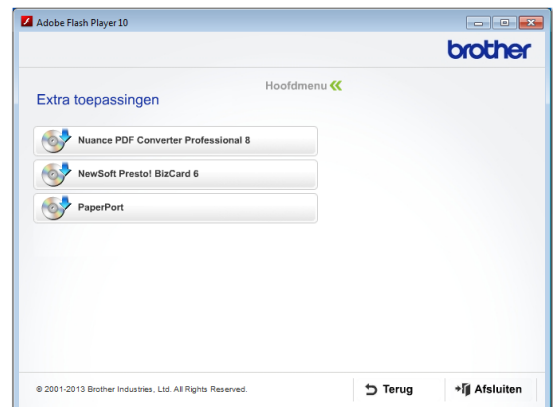 Adobe Flash Player 10
brother
Hoofdmenu
Extra toepassingen
Nuance PDF Converter Professional 8
NewSoft Presto! BizCard 6
PaperPort
© 2001-2013 Brother Industries, Ltd. All Rights Reserved.
Terug
Afsluiten